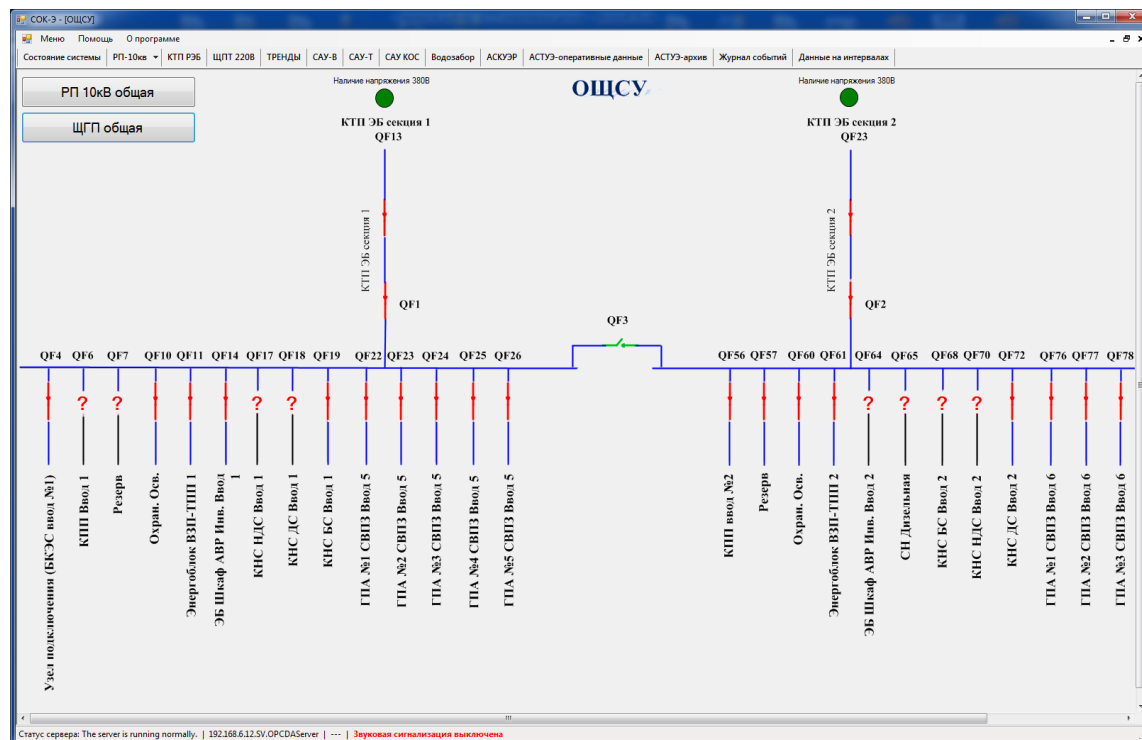 СОК-Э - [ОЩСУ]
Меню Помощь О программе
Состояние системы РП-10кв КТП РЭБ ЩПТ 220В ТРЕНДЫ САУ-В САУ-Т САУ КОС Водозабор АСКУЭР АСТУЭ-оперативные данные АСТУЭ-архив Журнал событий Данные на интервалах
РП 10кВ общая
ЩГП общая
ОЩСУ
Наличие напряжения 380В
КТП ЭБ секция 1
QF13
КТП ЭБ секция 1
QF1
Наличие напряжения 380В
КТП ЭБ секция 2
QF23
КТП ЭБ секция 2
QF2
QF3
QF4 QF6 QF7 QF10 QF11 QF14 QF17 QF18 QF19 QF22 QF23 QF24 QF25 QF26
QF56 QF57 QF60 QF61 QF64 QF65 QF68 QF70 QF72 QF76 QF77 QF78
? ? ? ? ? ? ? ?
Узел подключения (БКЭС ввод №1)
КПП Ввод 1
Резерв
Охран. Осв.
Энергоблок ВЗП-ТПП 1
ЭБ Шкаф АВР Инв. Ввод
1
КНС НДС Ввод 1
КНС ДС Ввод 1
КНС БС Ввод 1
ГПА №1 СВПЗ Ввод 5
ГПА №2 СВПЗ Ввод 5
ГПА №3 СВПЗ Ввод 5
ГПА №4 СВПЗ Ввод 5
ГПА №5 СВПЗ Ввод 5
КПП ввод №2
Резерв
Охран. Осв.
Энергоблок ВЗП-ТПП 2
ЭБ Шкаф АВР Инв. Ввод 2
СН Дизельная
КНС БС Ввод 2
КНС НДС Ввод 2
КНС ДС Ввод 2
ГПА №1 СВПЗ Ввод 6
ГПА №2 СВПЗ Ввод 6
ГПА №3 СВПЗ Ввод 6
Статус сервера: The server is running normally. | 192.168.6.12.SV.OPCDAServer | --- | Звуковая сигнализация выключена